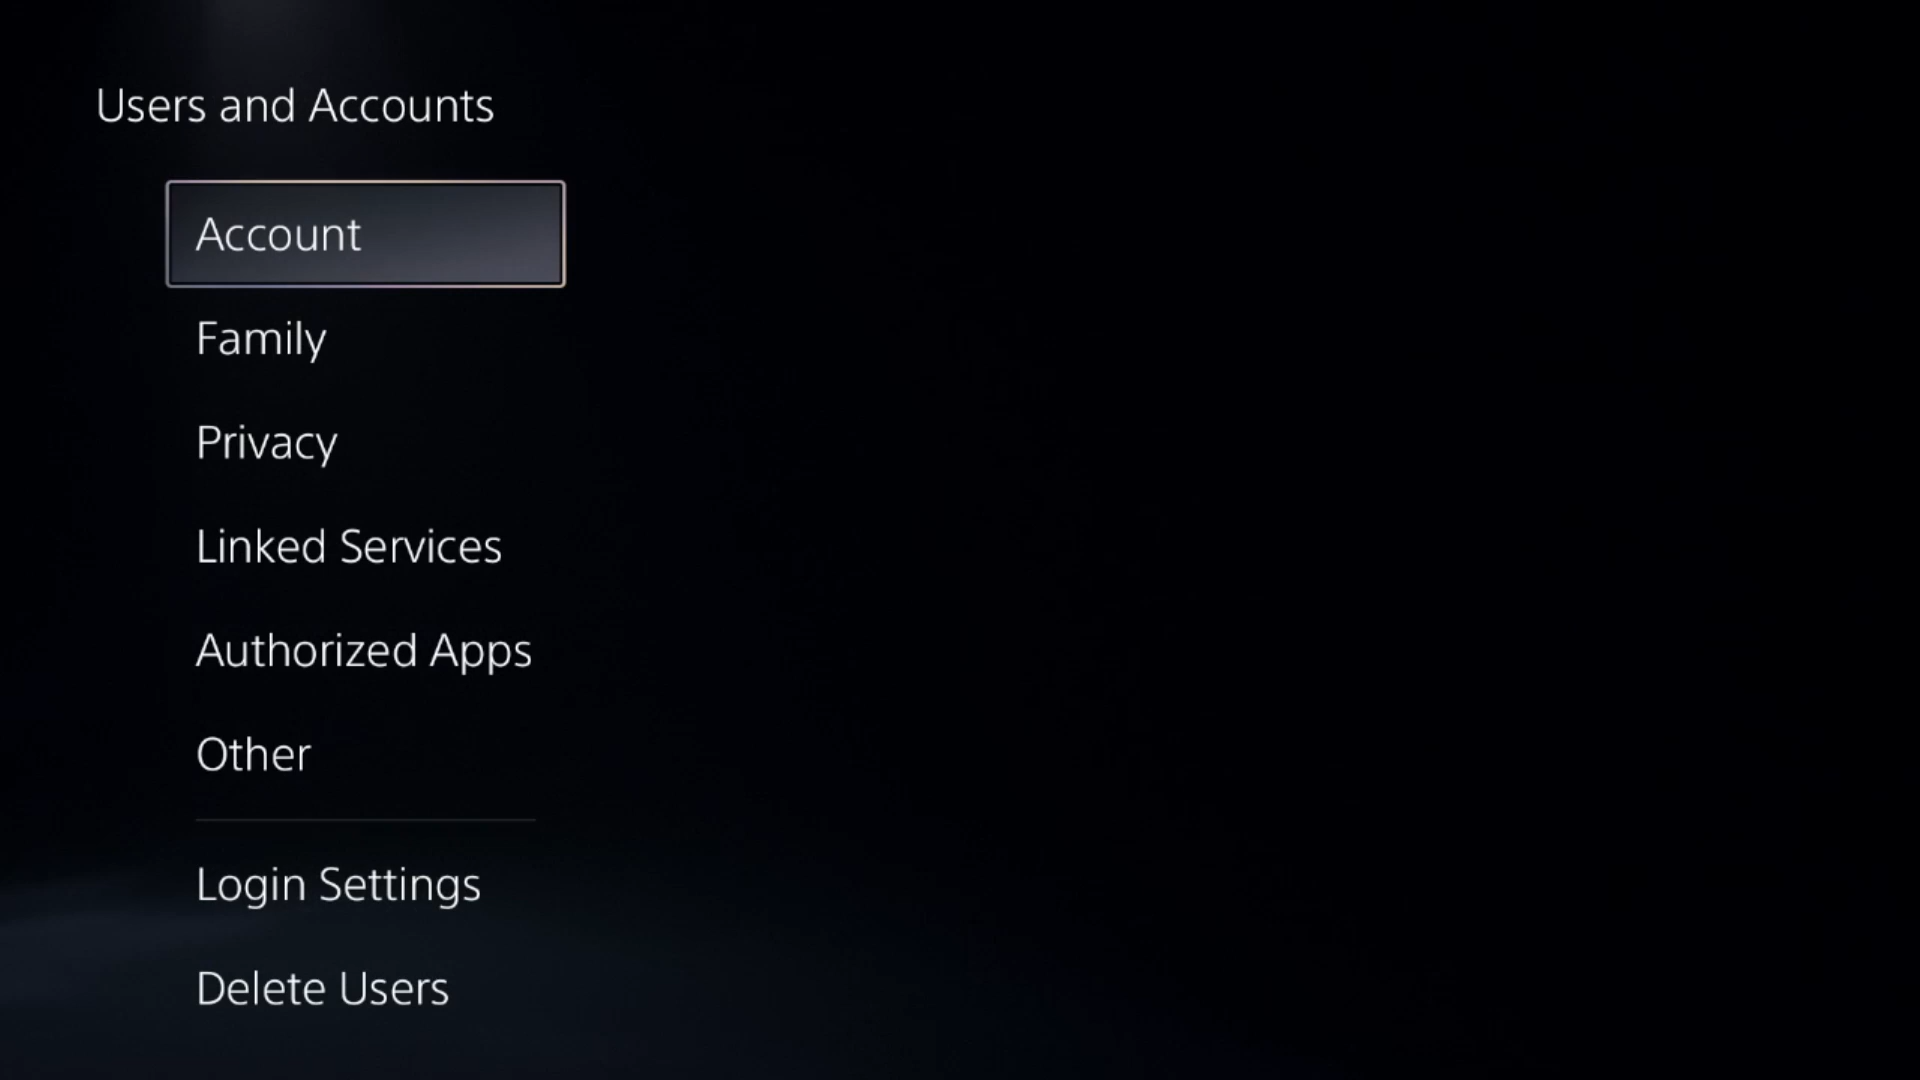 Users and Accounts
Account
Family
Privacy
Linked Services
Authorized Apps
Other
Login Settings
Delete Users